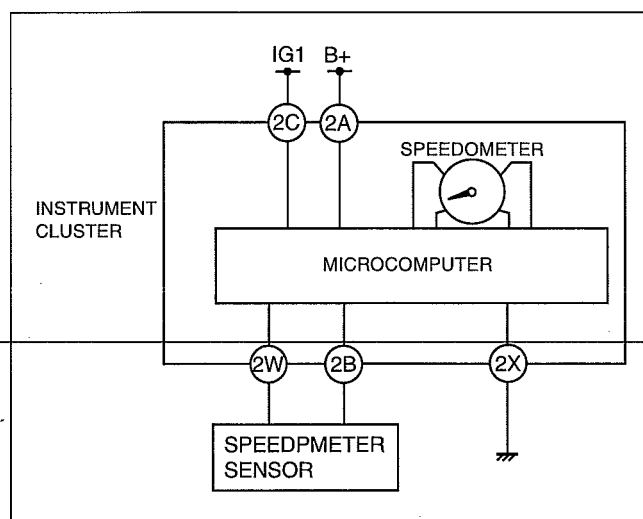 IG1 B+
2C 2A
SPEEDOMETER
INSTRUMENT
CLUSTER
MICROCOMPUTER
2W 2B 2X
SPEEDPMETER
SENSOR